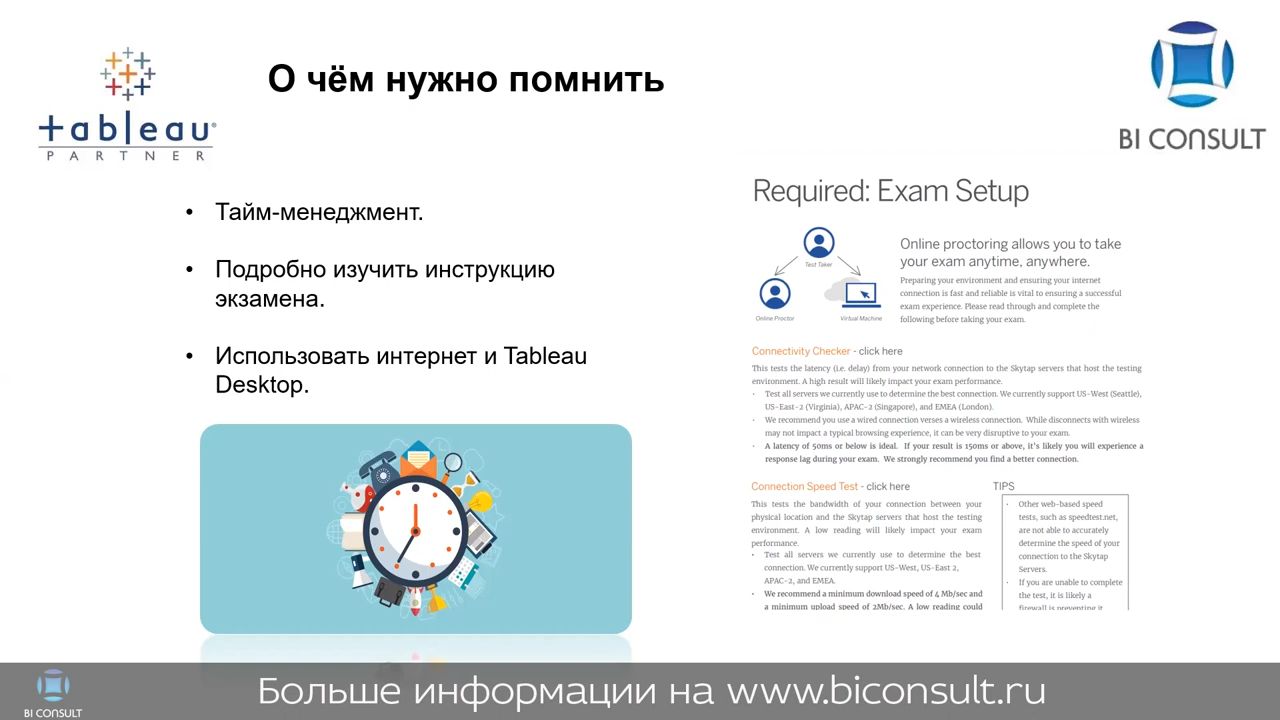 О чём нужно помнить
tableau®
PARTNER
BI CONSULT
• Тайм-менеджмент.
• Подробно изучить инструкцию
экзамена.
• Использовать интернет и Tableau
Desktop.
Required: Exam Setup
Test Taker
Online Proctor
Virtual Machine
Online proctoring allows you to take
your exam anytime, anywhere.
Preparing your environment and ensuring your internet
connection is fast and reliable is vital to ensuring a successful
exam experience. Please read through and complete the
following before taking your exam.
Connectivity Checker - click here
This tests the latency (i.e. delay) from your network connection to the Skytap servers that host the testing
environment. A high result will likely impact your exam performance.
· Test all servers we currently use to determine the best connection. We currently support US-West (Seattle),
US-East-2 (Virginia), APAC-2 (Singapore), and EMEA (London).
· We recommend you use a wired connection verses a wireless connection. While disconnects with wireless
may not impact a typical browsing experience, it can be very disruptive to your exam.
· A latency of 50ms or below is ideal. If your result is 150ms or above, it's likely you will experience a
response lag during your exam. We strongly recommend you find a better connection.
Connection Speed Test - click here
This tests the bandwidth of your connection between your
physical location and the Skytap servers that host the testing
environment. A low reading will likely impact your exam
performance.
· Test all servers we currently use to determine the best
connection. We currently support US-West, US-East 2,
APAC-2, and EMEA.
· We recommend a minimum download speed of 4 Mb/sec and
a minimum upload speed of 2Mb/sec. A low reading could
TIPS
· Other web-based speed
tests, such as speedtest.net,
are not able to accurately
determine the speed of your
connection to the Skytap
Servers.
· If you are unable to complete
the test, it is likely a
firewall is preventing it
BI CONSULT
Больше информации на www.biconsult.ru